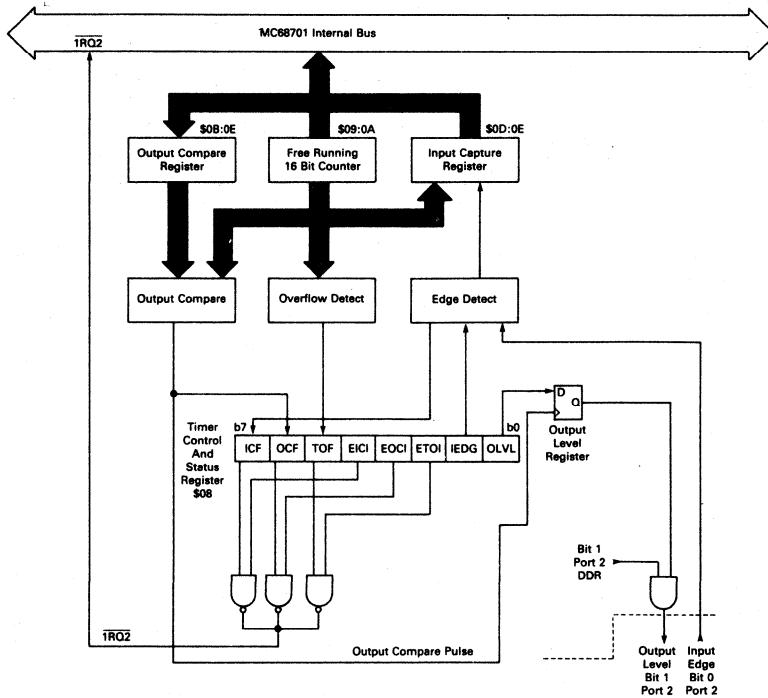 MC68701 Internal Bus
1RQ2
$0B:0E
$09:0A
$0D:0E
Output Compare
Register
Free Running
16 Bit Counter
Input Capture
Register
Output Compare
Overflow Detect
Edge Detect
Timer
Control
And
Status
Register
$08
b7
b0
ICF OCF TOF EICI EOCI ETOI IEDG OLVL
D
Q
Output
Level
Register
Bit 1
Port 2
DDR
1RQ2
Output Compare Pulse
Output
Level
Bit 1
Port 2
Input
Edge
Bit 0
Port 2